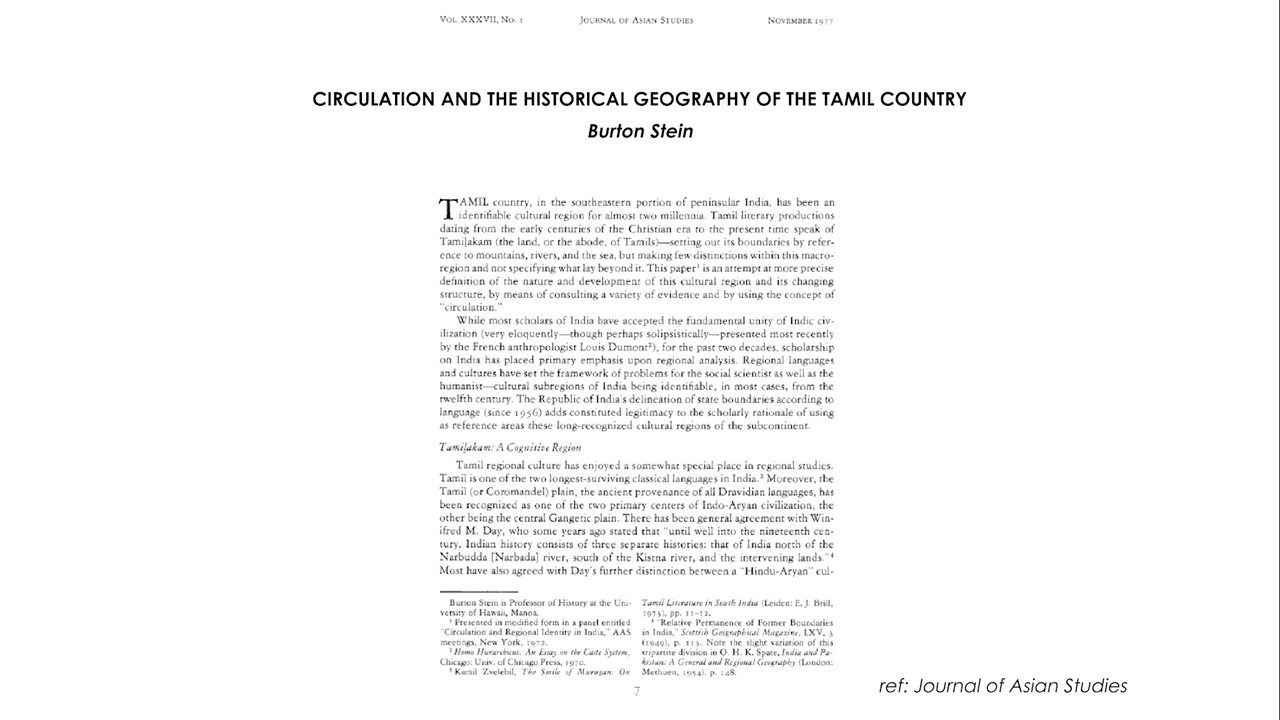 VOL. XXXVII, NO. 1 JOURNAL OF ASIAN STUDIES NOVEMBER 1977
CIRCULATION AND THE HISTORICAL GEOGRAPHY OF THE TAMIL COUNTRY
Burton Stein
TAMIL country, in the southeastern portion of peninsular India, has been an
identifiable cultural region for almost two millennia. Tamil literary productions
dating from the early centuries of the Christian era to the present time speak of
Tamiḻakam (the land, or the abode, of Tamils)—setting out its boundaries by refer-
ence to mountains, rivers, and the sea, but making few distinctions within this macro-
region and not specifying what lay beyond it. This paper¹ is an attempt at more precise
definition of the nature and development of this cultural region and its changing
structure, by means of consulting a variety of evidence and by using the concept of
"circulation."
While most scholars of India have accepted the fundamental unity of Indic civ-
ilization (very eloquently—though perhaps solipsistically—presented most recently
by the French anthropologist Louis Dumont²), for the past two decades, scholarship
on India has placed primary emphasis upon regional analysis. Regional languages
and cultures have set the framework of problems for the social scientist as well as the
humanist—cultural subregions of India being identifiable, in most cases, from the
twelfth century. The Republic of India's delineation of state boundaries according to
language (since 1956) adds constituted legitimacy to the scholarly rationale of using
as reference areas these long-recognized cultural regions of the subcontinent.
Tamiḻakam: A Cognitive Region
Tamil regional culture has enjoyed a somewhat special place in regional studies.
Tamil is one of the two longest-surviving classical languages in India.³ Moreover, the
Tamil (or Coromandel) plain, the ancient provenance of all Dravidian languages, has
been recognized as one of the two primary centers of Indo-Aryan civilization, the
other being the central Gangetic plain. There has been general agreement with Win-
ifred M. Day, who some years ago stated that "until well into the nineteenth cen-
tury, Indian history consists of three separate histories: that of India north of the
Narbudda [Narbada] river, south of the Kistna river, and the intervening lands."⁴
Most have also agreed with Day's further distinction between a "Hindu-Aryan" cul-
Burton Stein is Professor of History at the Uni-
versity of Hawaii, Manoa.
¹ Presented in modified form in a panel entitled
"Circulation and Regional Identity in India," AAS
meetings, New York, 1972.
² Homo Hierarchicus: An Essay on the Caste System,
Chicago: Univ. of Chicago Press, 1970.
³ Kamil Zvelebil, The Smile of Murugan: On
Tamil Literature in South India (Leiden: E. J. Brill,
1973), pp. 11-12.
⁴ "Relative Permanence of Former Boundaries
in India," Scottish Geographical Magazine, LXV, 3
(1949), p. 113. Note the slight variation of this
tripartite division in O. H. K. Spate, India and Pa-
kistan: A General and Regional Geography (London:
Methuen, 1954), p. 148.
7
ref: Journal of Asian Studies